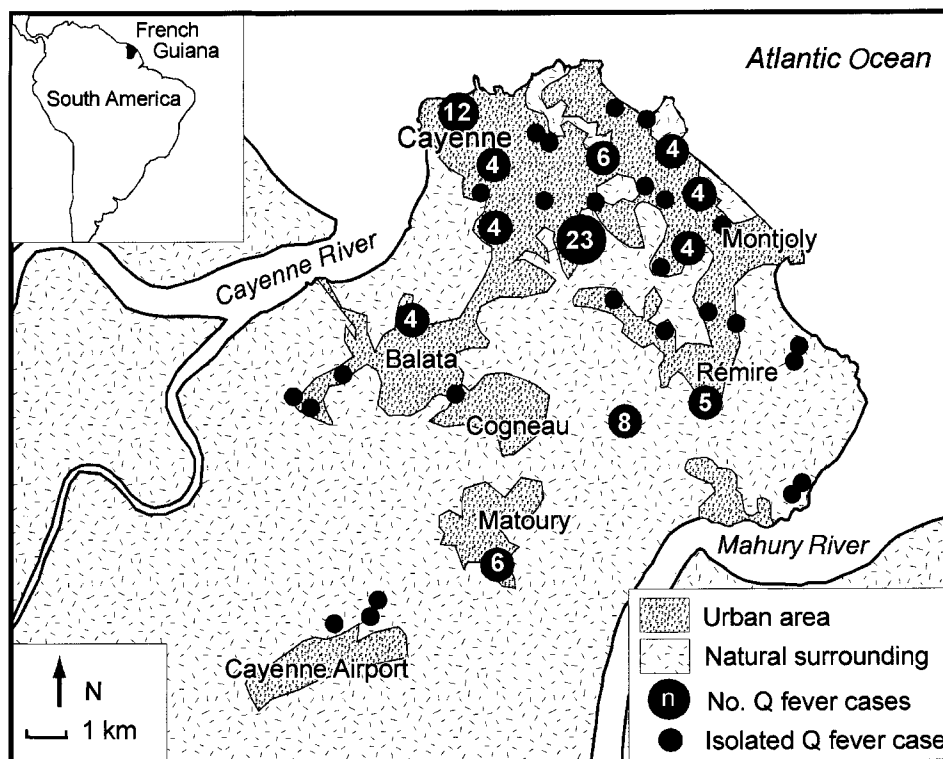 French
Guiana
South America
Atlantic Ocean
12
Cayenne
4
6
4
4
4
23
4
Montjoly
Cayenne River
4
Balata
Rémire
5
8
Cogneau
Matoury
6
Mahury River
Cayenne Airport
N
1 km
Urban area
Natural surrounding
n No. Q fever cases
Isolated Q fever case